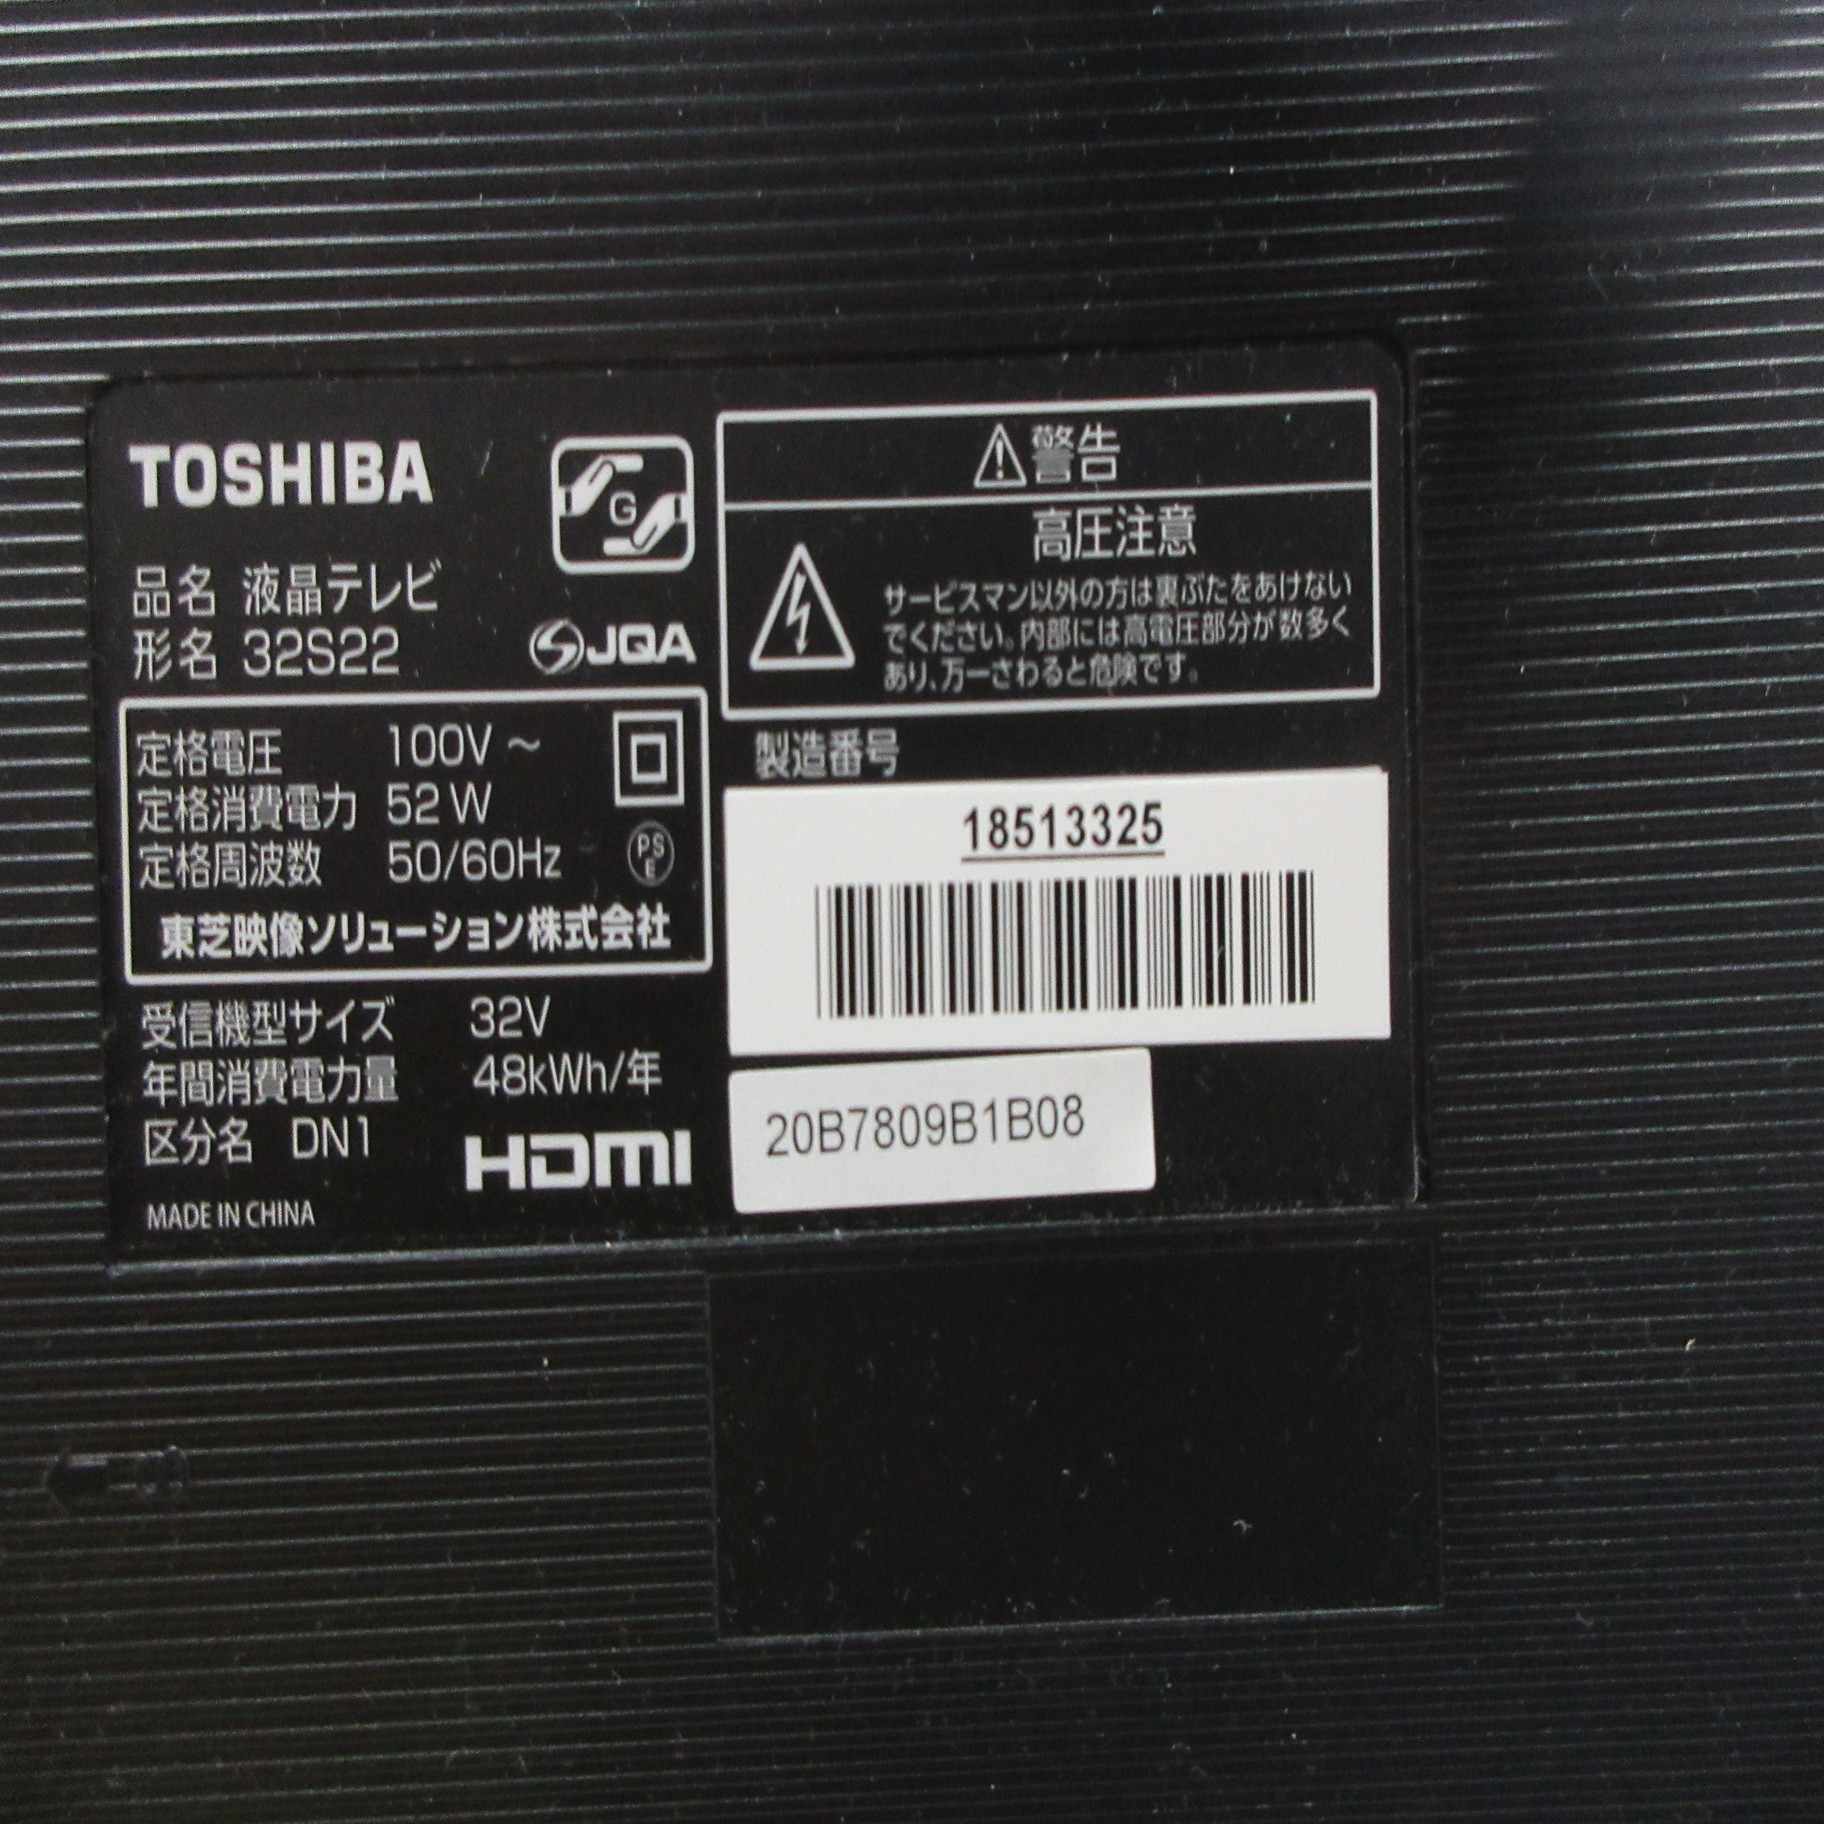 TOSHIBA
G
品名 液晶テレビ
形名 32S22
JQA
定格電圧 100V ~
定格消費電力 52W
定格周波数 50/60Hz
PS
E
東芝映像ソリューション株式会社
受信機型サイズ 32V
年間消費電力量 48kWh/年
区分名 DN1
HDMI
MADE IN CHINA
警告
高圧注意
サービスマン以外の方は裏ぶたをあけない
でください。内部には高電圧部分が数多く
あり、万一さわると危険です。
製造番号
18513325
20B7809B1B08